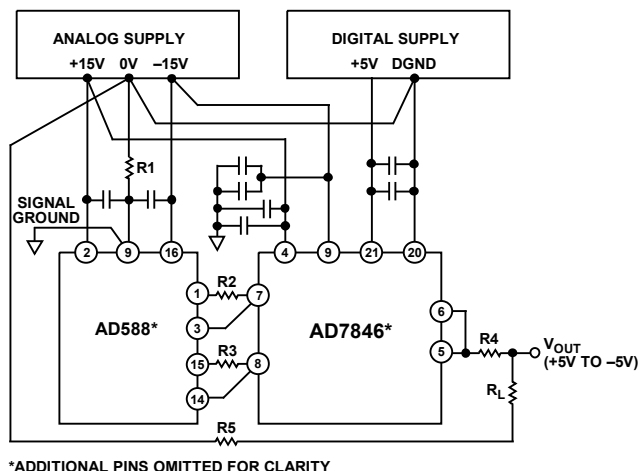 ANALOG SUPPLY
+15V 0V –15V
DIGITAL SUPPLY
+5V DGND
R1
SIGNAL
GROUND
2 9 16
4 9 21 20
1 R2 7
3
AD588*
AD7846*
15 R3 8
14
6
5 R4
VOUT
(+5V TO –5V)
RL
R5
*ADDITIONAL PINS OMITTED FOR CLARITY